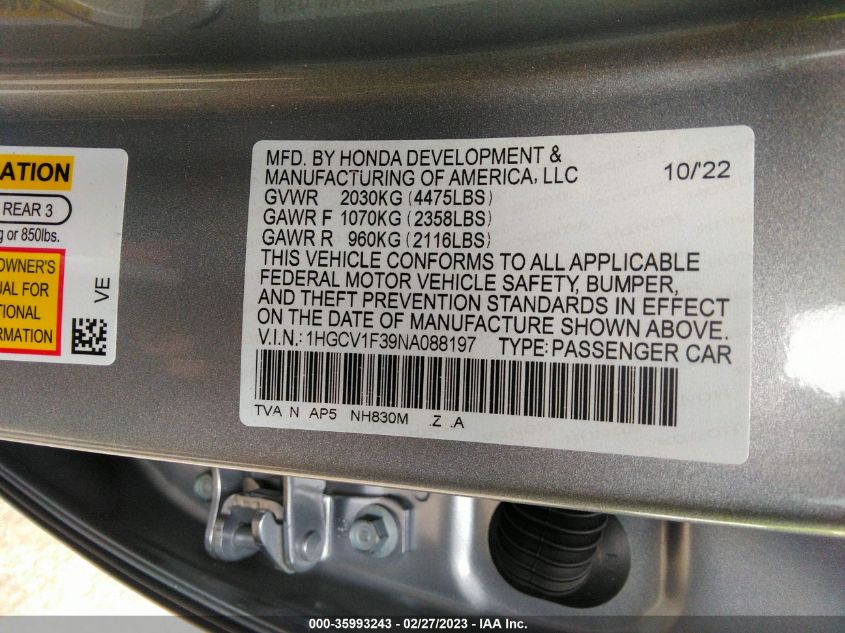 ATION
REAR 3
g or 850lbs.
OWNER'S
UAL FOR
TIONAL
FORMATION
VE
MFD. BY HONDA DEVELOPMENT &
MANUFACTURING OF AMERICA, LLC 10/'22
GVWR 2030KG (4475LBS)
GAWR F 1070KG (2358LBS)
GAWR R 960KG (2116LBS)
THIS VEHICLE CONFORMS TO ALL APPLICABLE
FEDERAL MOTOR VEHICLE SAFETY, BUMPER,
AND THEFT PREVENTION STANDARDS IN EFFECT
ON THE DATE OF MANUFACTURE SHOWN ABOVE.
V.I.N.: 1HGCV1F39NA088197 TYPE: PASSENGER CAR
TVA N AP5 NH830M .Z .A
000-35993243 - 02/27/2023 - IAA Inc.